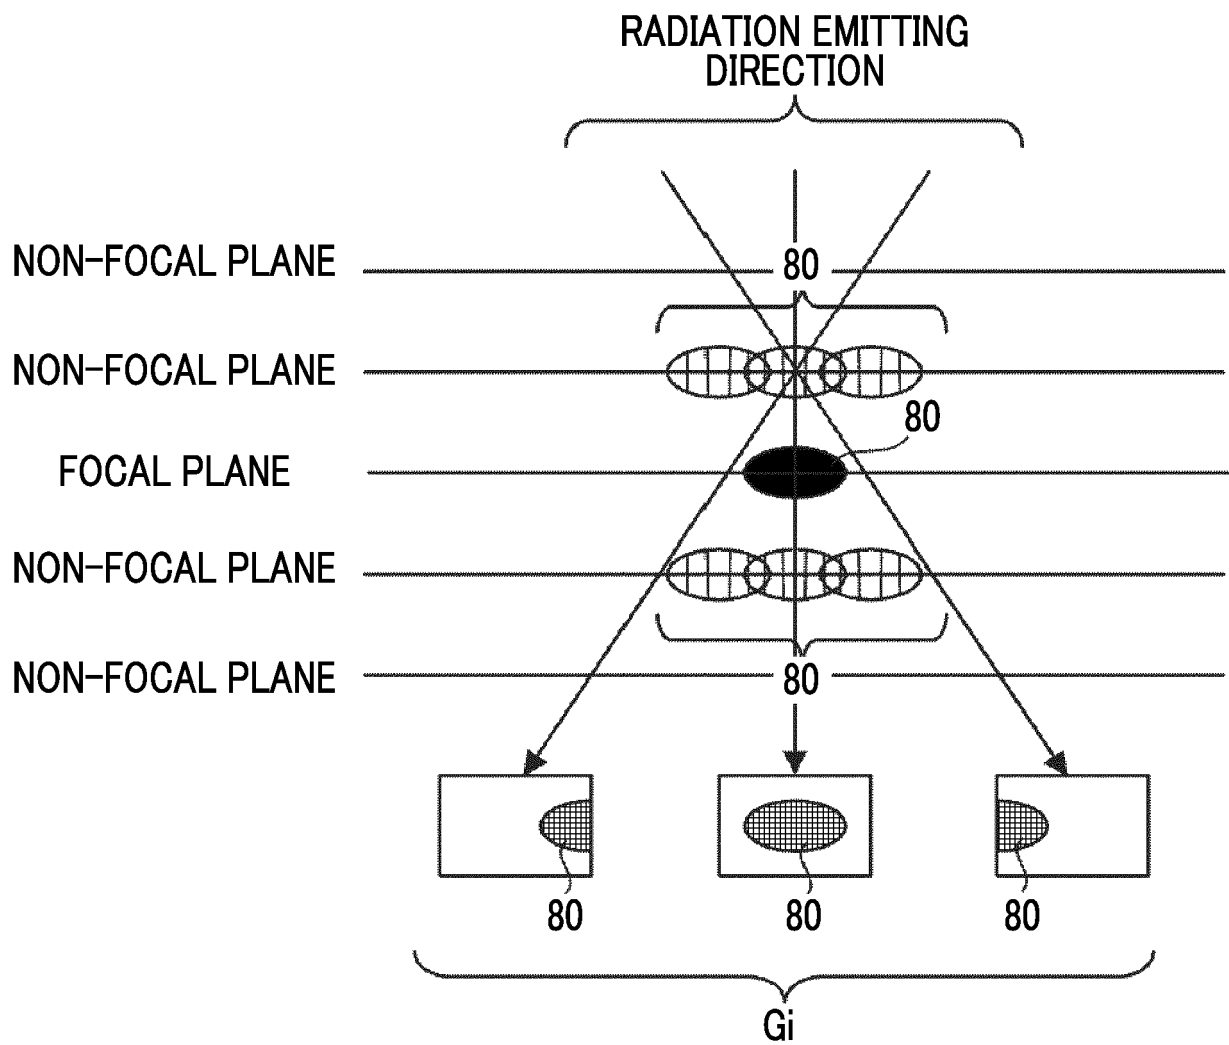 RADIATION EMITTING
DIRECTION
NON-FOCAL PLANE
80
NON-FOCAL PLANE
80
FOCAL PLANE
NON-FOCAL PLANE
NON-FOCAL PLANE
80
80
80
80
Gi